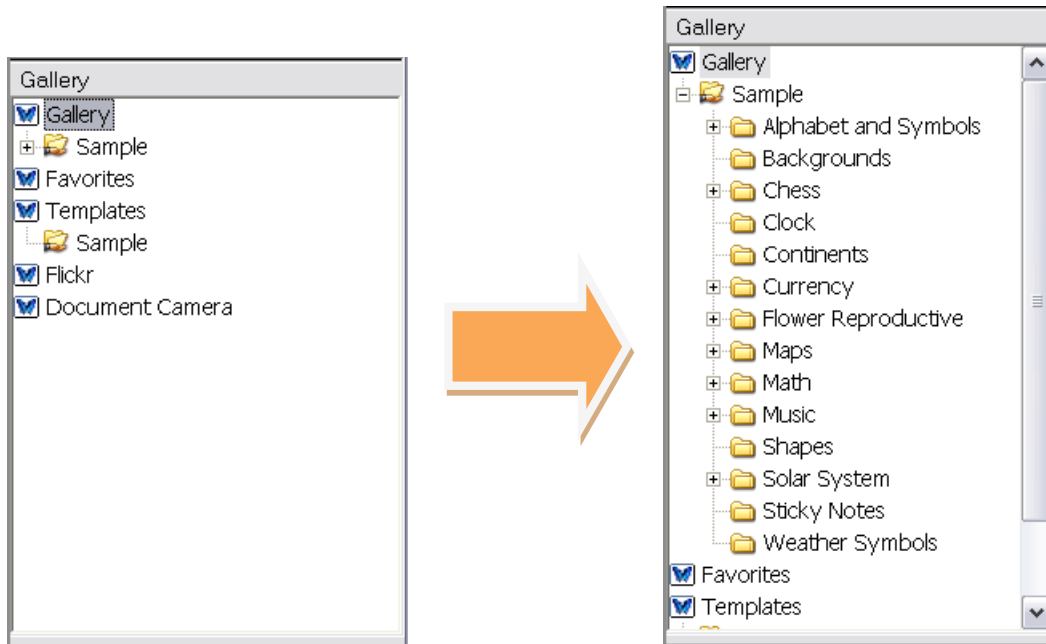 Gallery
Gallery
Sample
Favorites
Templates
Sample
Flickr
Document Camera
Gallery
Gallery
Sample
Alphabet and Symbols
Backgrounds
Chess
Clock
Continents
Currency
Flower Reproductive
Maps
Math
Music
Shapes
Solar System
Sticky Notes
Weather Symbols
Favorites
Templates